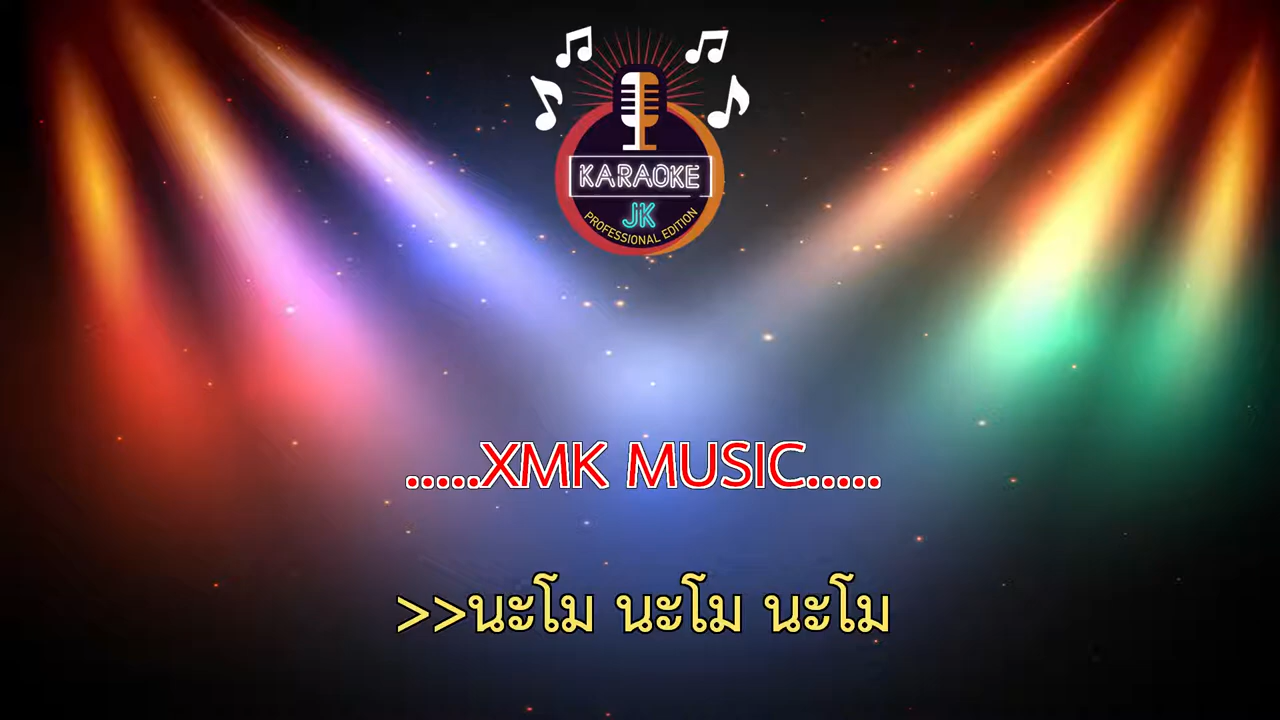 KARAOKE
JK
PROFESSIONAL EDITION
.....XMK MUSIC.....
>>นะโม นะโม นะโม